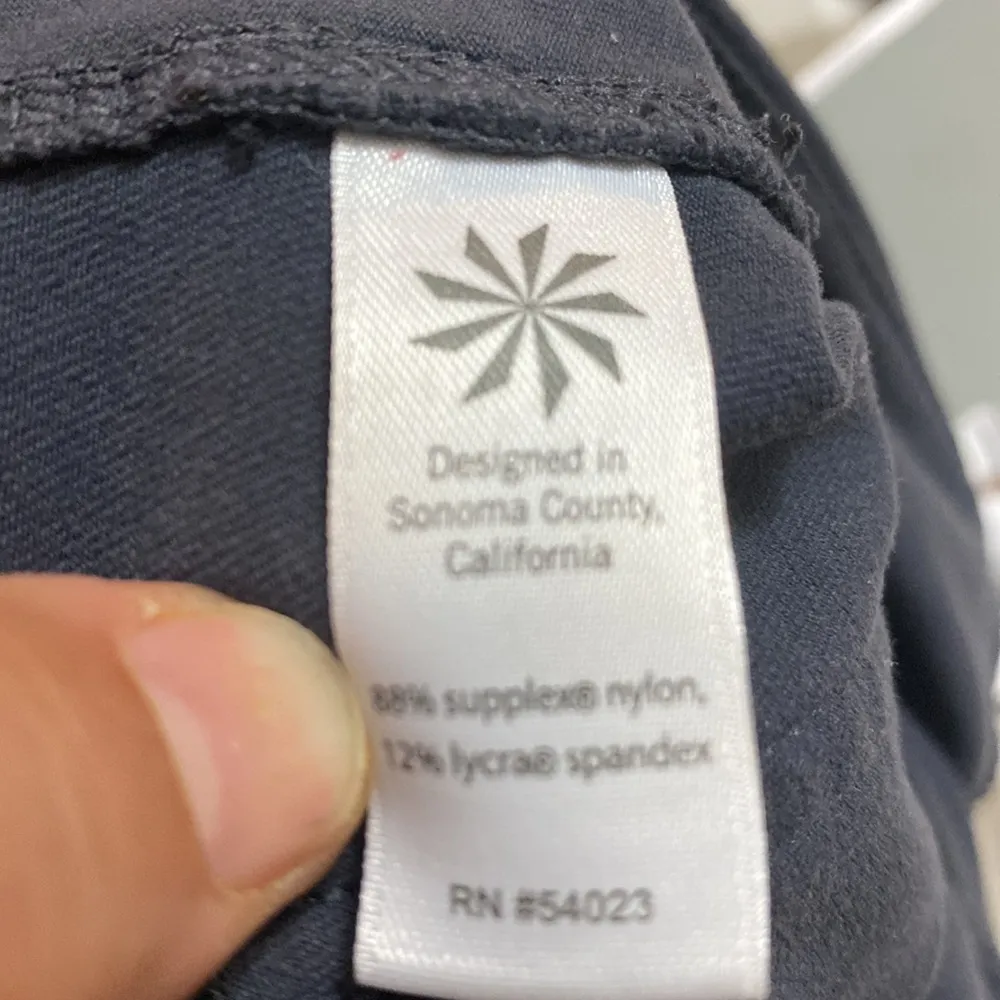 Designed in
Sonoma County,
California
88% supplex® nylon,
12% lycra® spandex
RN #54023